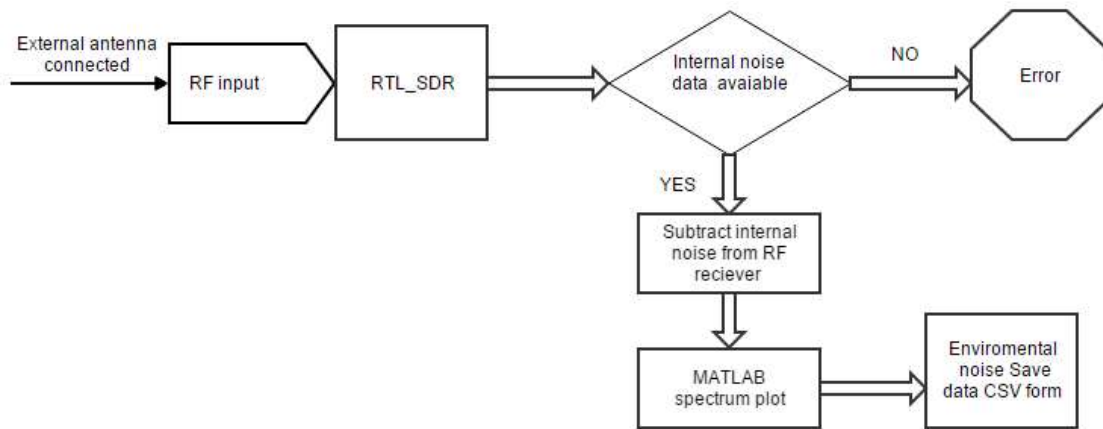 External antenna
connected
RF input
RTL_SDR
Internal noise
data avaiable
NO
Error
YES
Subtract internal
noise from RF
reciever
MATLAB
spectrum plot
Enviromental
noise Save
data CSV form